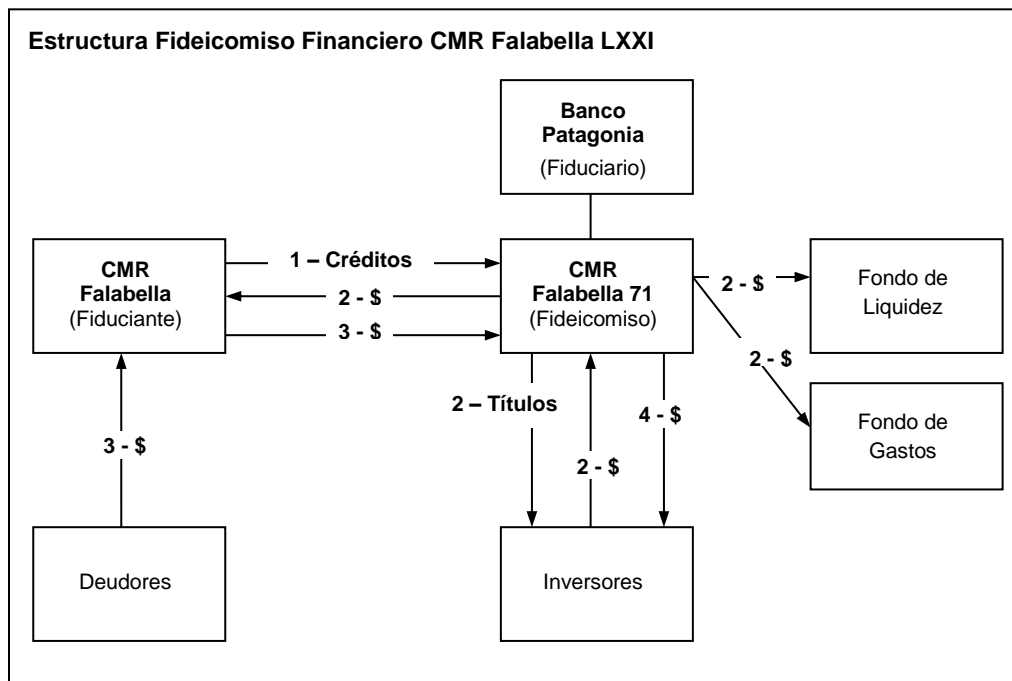 Estructura Fideicomiso Financiero CMR Falabella LXXI
Banco
Patagonia
(Fiduciario)
CMR
Falabella
(Fiduciante)
1 – Créditos
2 - $
3 - $
CMR
Falabella 71
(Fideicomiso)
2 - $
Fondo de
Liquidez
2 - $
Fondo de
Gastos
3 - $
2 – Títulos
2 - $
4 - $
Deudores
Inversores